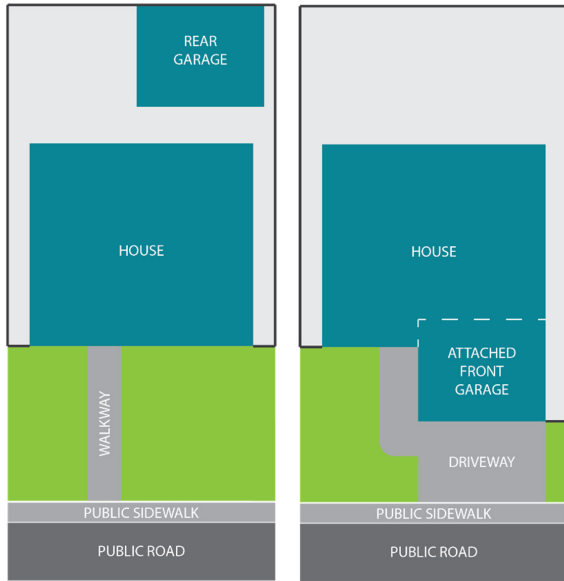 REAR
GARAGE
HOUSE
WALKWAY
PUBLIC SIDEWALK
PUBLIC ROAD
HOUSE
ATTACHED
FRONT
GARAGE
DRIVEWAY
PUBLIC SIDEWALK
PUBLIC ROAD